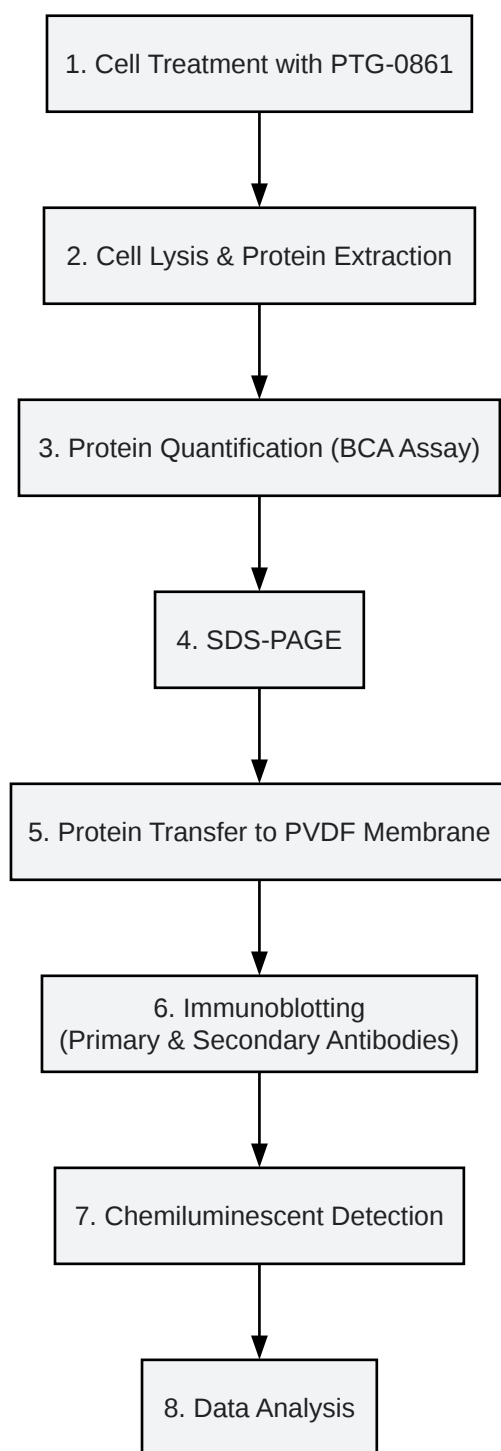 1. Cell Treatment with PTG-0861
2. Cell Lysis & Protein Extraction
3. Protein Quantification (BCA Assay)
4. SDS-PAGE
5. Protein Transfer to PVDF Membrane
6. Immunoblotting
(Primary & Secondary Antibodies)
7. Chemiluminescent Detection
8. Data Analysis